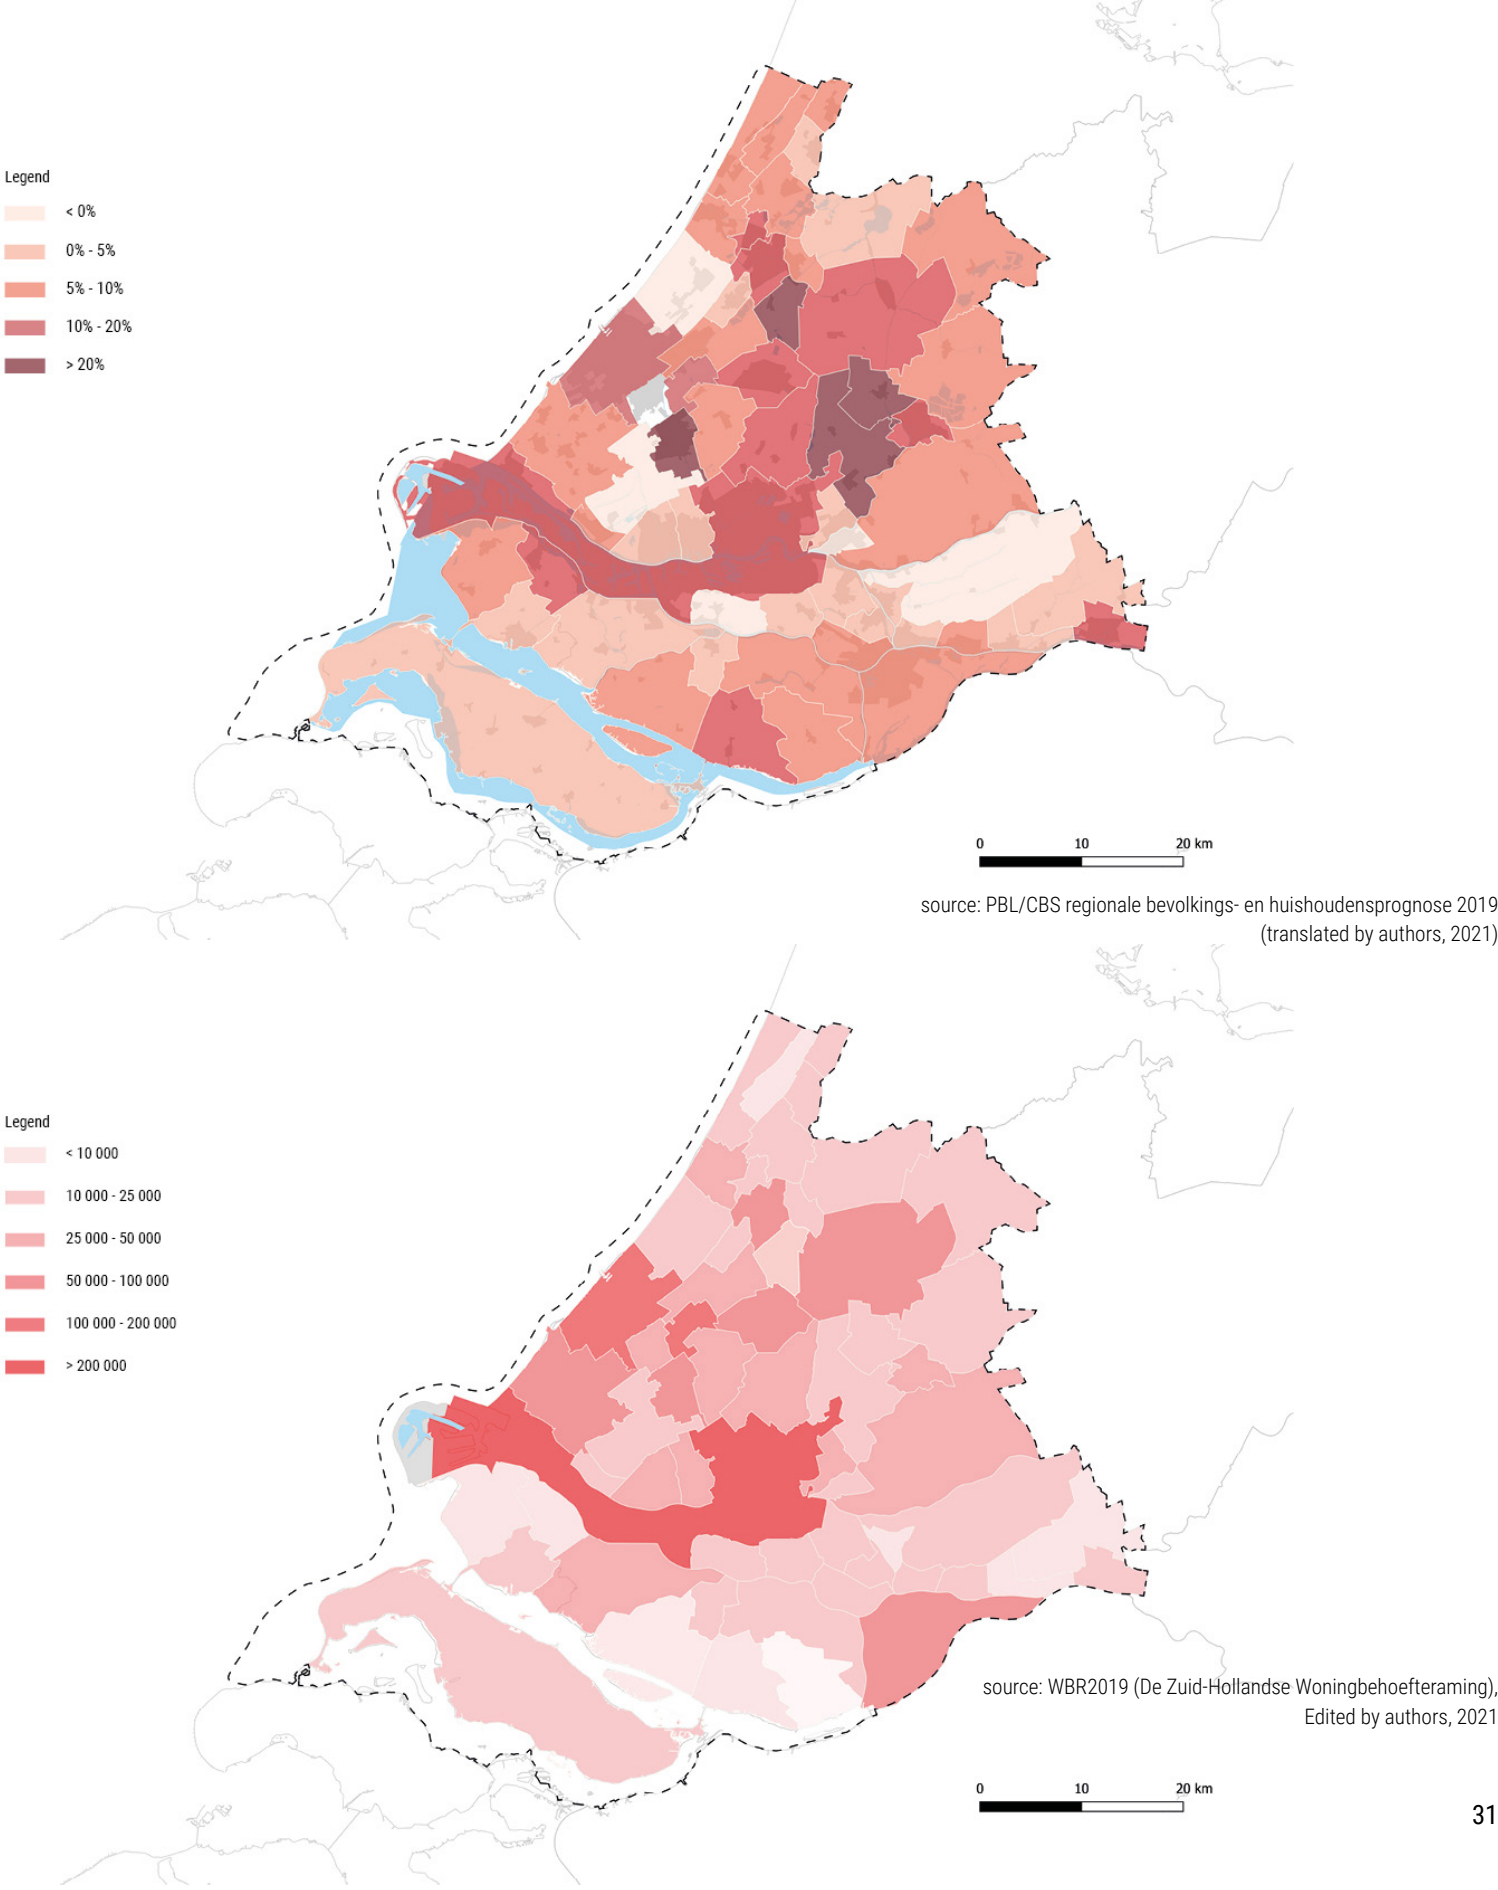 Legend
< 0%
0% - 5%
5% - 10%
10% - 20%
> 20%
0 10 20 km
source: PBL/CBS regionale bevolkings- en huishoudensprognose 2019
(translated by authors, 2021)
Legend
< 10 000
10 000 - 25 000
25 000 - 50 000
50 000 - 100 000
100 000 - 200 000
> 200 000
source: WBR2019 (De Zuid-Hollandse Woningbehoefteraming),
Edited by authors, 2021
0 10 20 km
31